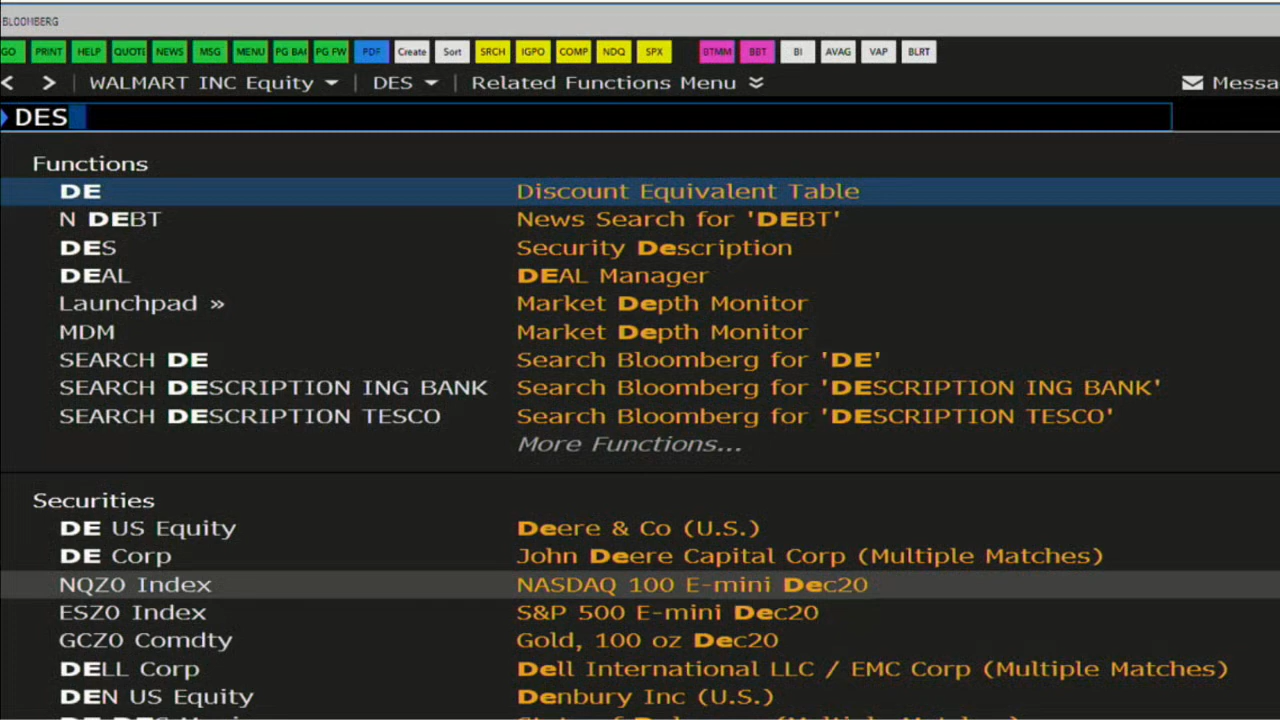 BLOOMBERG
GO PRINT HELP QUOTE NEWS MSG MENU PG BA PG FW PDF Create Sort SRCH IGPO COMP NDQ SPX BTMM BBT BI AVAG VAP BLRT
< > WALMART INC Equity DES Related Functions Menu Messa
DES
Functions
DE Discount Equivalent Table
N DEBT News Search for 'DEBT'
DES Security Description
DEAL DEAL Manager
Launchpad » Market Depth Monitor
MDM Market Depth Monitor
SEARCH DE Search Bloomberg for 'DE'
SEARCH DESCRIPTION ING BANK Search Bloomberg for 'DESCRIPTION ING BANK'
SEARCH DESCRIPTION TESCO Search Bloomberg for 'DESCRIPTION TESCO'
More Functions...
Securities
DE US Equity Deere & Co (U.S.)
DE Corp John Deere Capital Corp (Multiple Matches)
NQZ0 Index NASDAQ 100 E-mini Dec20
ESZ0 Index S&P 500 E-mini Dec20
GCZ0 Comdty Gold, 100 oz Dec20
DELL Corp Dell International LLC / EMC Corp (Multiple Matches)
DEN US Equity Denbury Inc (U.S.)